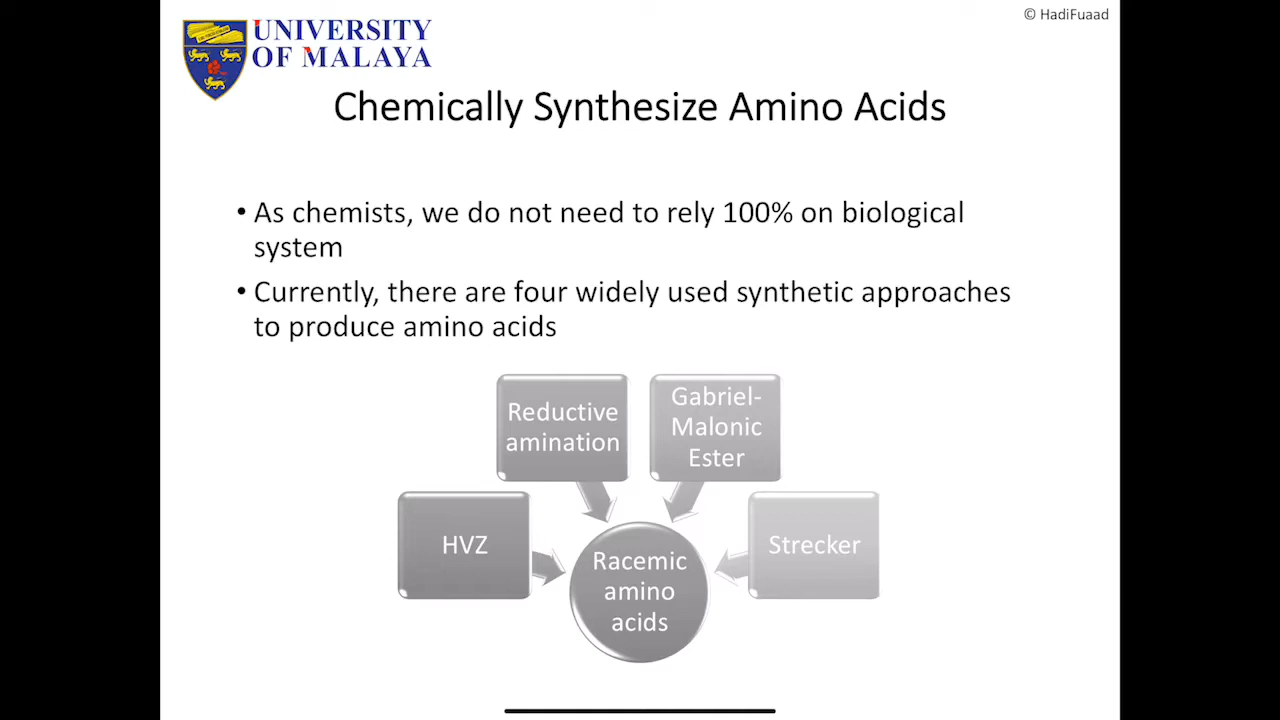 © HadiFuaad
UNIVERSITY
OF MALAYA
Chemically Synthesize Amino Acids
• As chemists, we do not need to rely 100% on biological
system
• Currently, there are four widely used synthetic approaches
to produce amino acids
Reductive
amination
Gabriel-
Malonic
Ester
HVZ
Strecker
Racemic
amino
acids